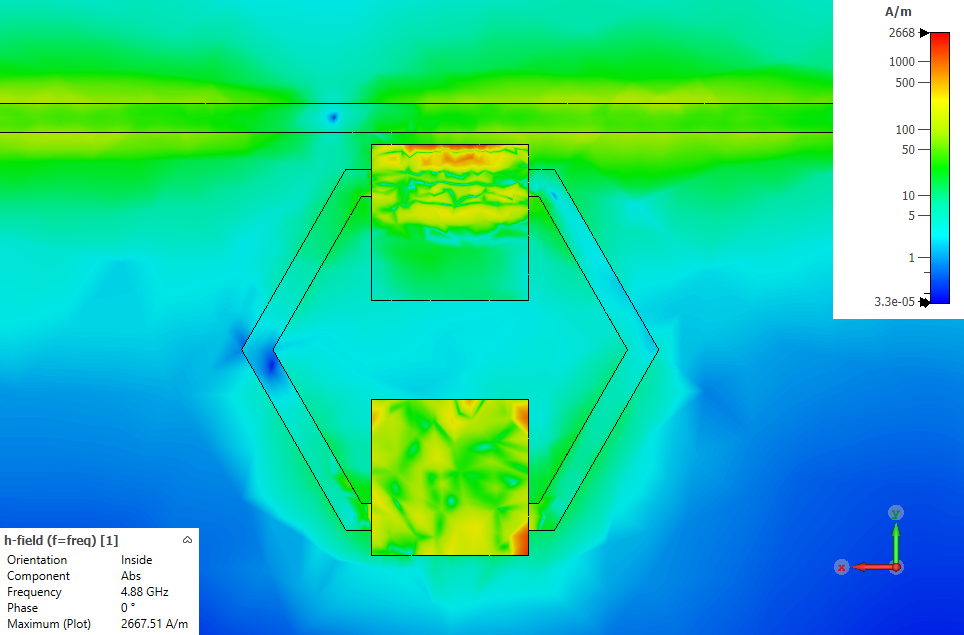 A/m
2668
1000
500
100
50
10
5
1
3.3e-05
h-field (f=freq) [1]
Orientation Inside
Component Abs
Frequency 4.88 GHz
Phase 0 °
Maximum (Plot) 2667.51 A/m
Y
x